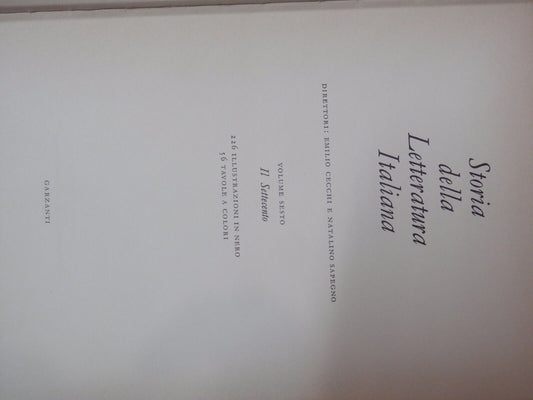 Storia
della
Letteratura
Italiana
DIRETTORI: EMILIO CECCHI E NATALINO SAPEGNO
VOLUME SESTO
Il Settecento
226 ILLUSTRAZIONI IN NERO
56 TAVOLE A COLORI
GARZANTI